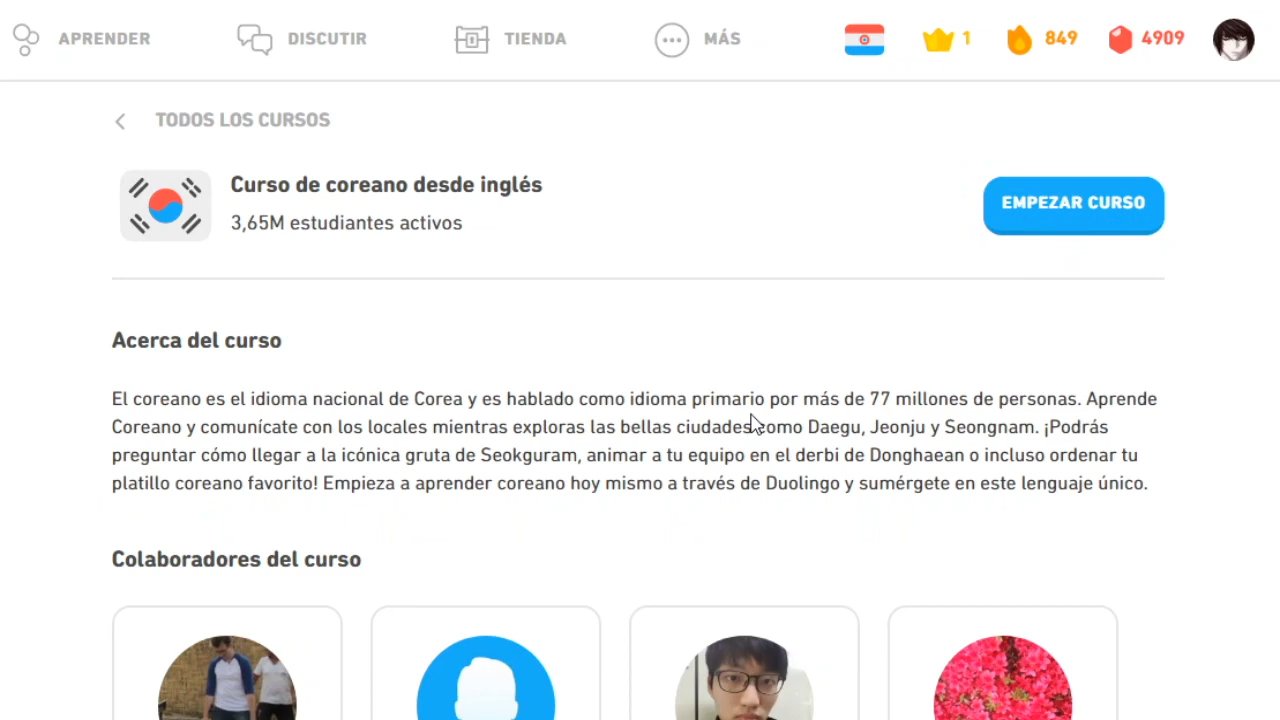 APRENDER DISCUTIR TIENDA MÁS 1 849 4909
TODOS LOS CURSOS
Curso de coreano desde inglés
3,65M estudiantes activos
EMPEZAR CURSO
Acerca del curso
El coreano es el idioma nacional de Corea y es hablado como idioma primario por más de 77 millones de personas. Aprende
Coreano y comunícate con los locales mientras exploras las bellas ciudades como Daegu, Jeonju y Seongnam. ¡Podrás
preguntar cómo llegar a la icónica gruta de Seokguram, animar a tu equipo en el derbi de Donghaean o incluso ordenar tu
platillo coreano favorito! Empieza a aprender coreano hoy mismo a través de Duolingo y sumérgete en este lenguaje único.
Colaboradores del curso